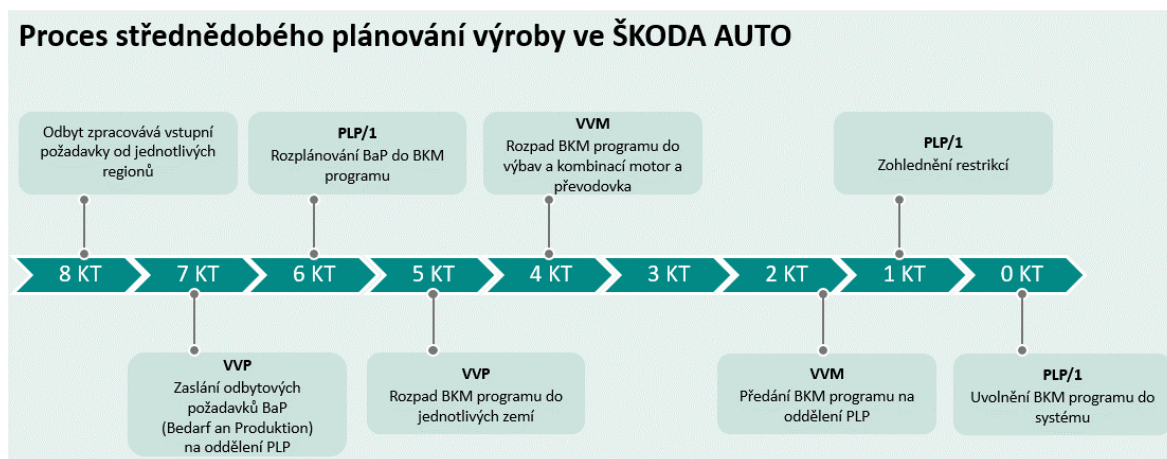 Proces střednědobého plánování výroby ve ŠKODA AUTO
Odbyt zpracovává vstupní
požadavky od jednotlivých
regionů
PLP/1
Rozplánování BaP do BKM
programu
VVM
Rozpad BKM programu do
výbav a kombinací motor a
převodovka
PLP/1
Zohlednění restrikcí
8 KT
7 KT
6 KT
5 KT
4 KT
3 KT
2 KT
1 KT
0 KT
VVP
Zaslání odbytových
požadavků BaP
(Bedarf an Produktion)
na oddělení PLP
VVP
Rozpad BKM programu do
jednotlivých zemí
VVM
Předání BKM programu na
oddělení PLP
PLP/1
Uvolnění BKM programu do
systému